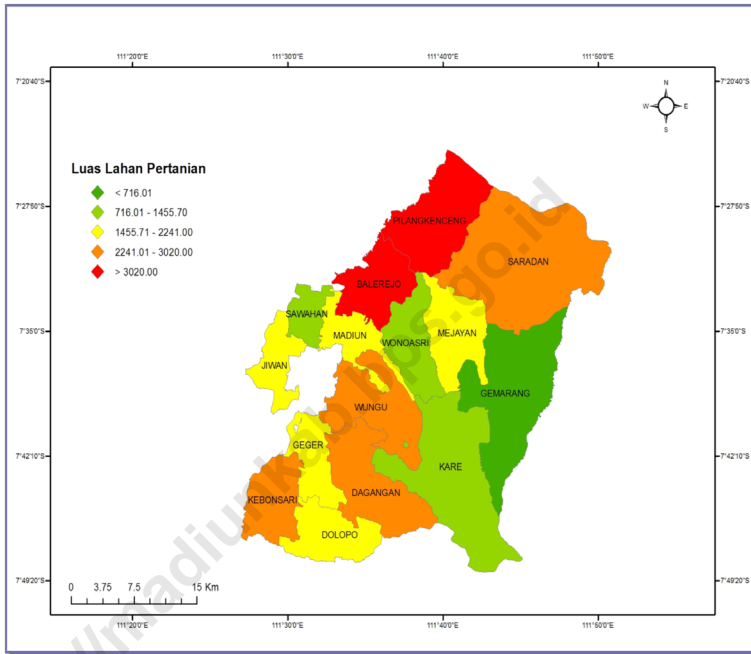 111°20'0"E 111°30'0"E 111°40'0"E 111°50'0"E
7°20'40"S 7°20'40"S
N
W E
S
Luas Lahan Pertanian
< 716.01
716.01 - 1455.70
1455.71 - 2241.00
2241.01 - 3020.00
> 3020.00
7°27'50"S 7°27'50"S
PILANGKENCENG
SARADAN
BALEREJO
SAWAHAN
7°35'0"S 7°35'0"S
MADIUN
WONOASRI
MEJAYAN
JIWAN
GEMARANG
WUNGU
GEGER
7°42'10"S 7°42'10"S
KARE
KEBONSARI
DAGANGAN
DOLOPO
7°49'20"S 7°49'20"S
0 3.75 7.5 15 Km
111°20'0"E 111°30'0"E 111°40'0"E 111°50'0"E
//madiunkab.bps.go.id